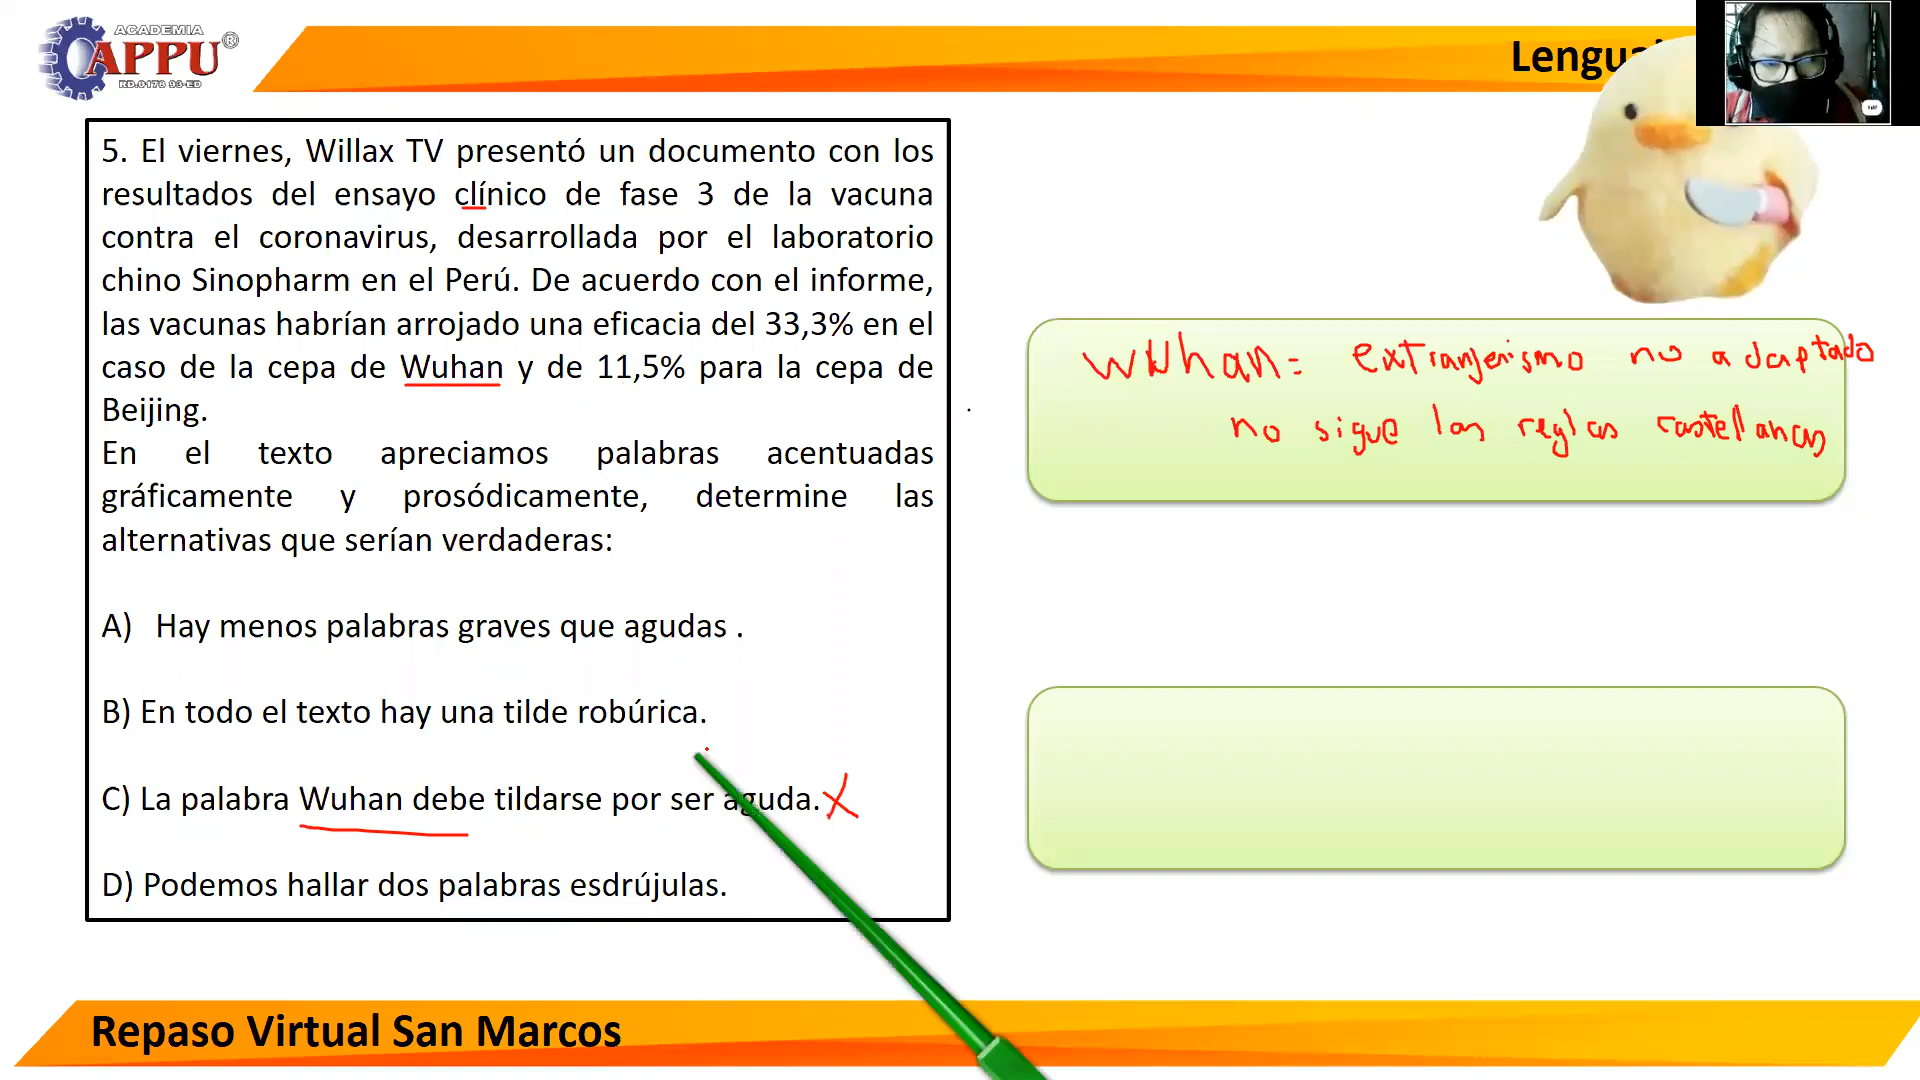 ACADEMIA
APPU®
RD.0178 93-ED
5. El viernes, Willax TV presentó un documento con los
resultados del ensayo clínico de fase 3 de la vacuna
contra el coronavirus, desarrollada por el laboratorio
chino Sinopharm en el Perú. De acuerdo con el informe,
las vacunas habrían arrojado una eficacia del 33,3% en el
caso de la cepa de Wuhan y de 11,5% para la cepa de
Beijing.
En el texto apreciamos palabras acentuadas
gráficamente y prosódicamente, determine las
alternativas que serían verdaderas:
A) Hay menos palabras graves que agudas .
B) En todo el texto hay una tilde robúrica.
C) La palabra Wuhan debe tildarse por ser aguda. X
D) Podemos hallar dos palabras esdrújulas.
wuhan= extranjerismo no adaptado
no sigue las reglas castellanas
Repaso Virtual San Marcos